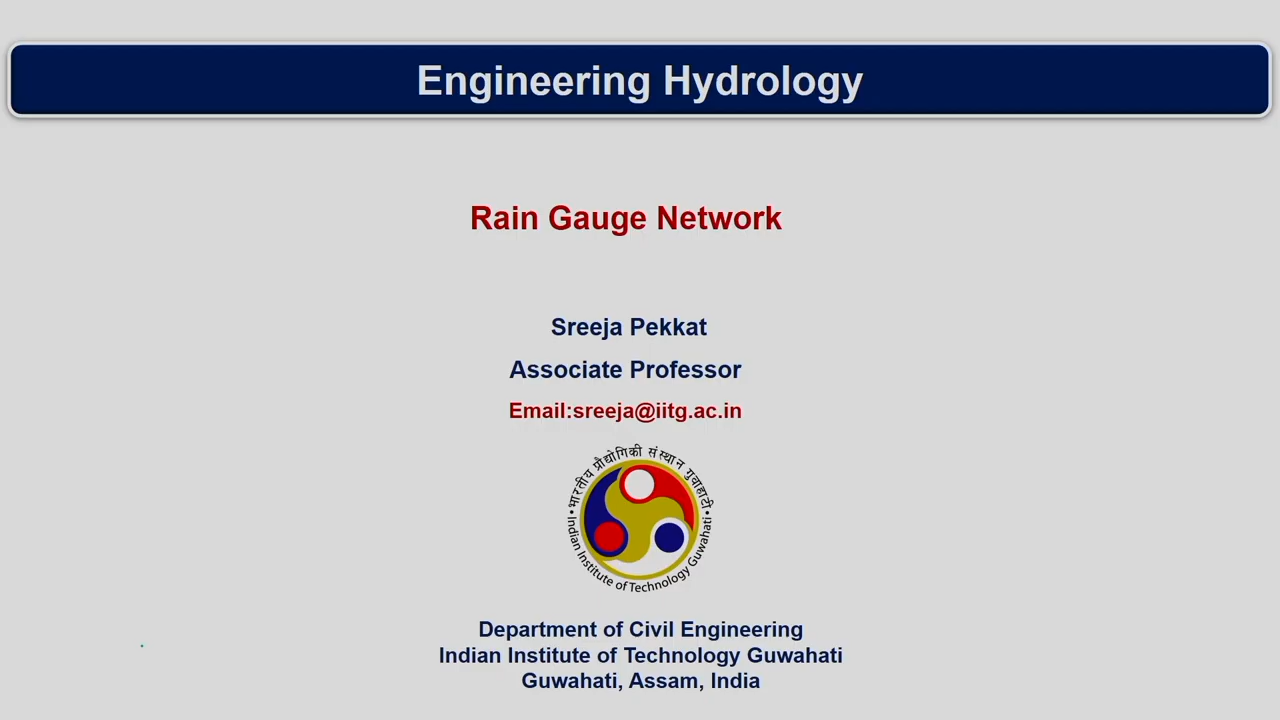 Engineering Hydrology
Rain Gauge Network
Sreeja Pekkat
Associate Professor
Email:sreeja@iitg.ac.in
भारतीय प्रौद्योगिकी संस्थान गुवाहाटी
Indian Institute of Technology Guwahati
Department of Civil Engineering
Indian Institute of Technology Guwahati
Guwahati, Assam, India